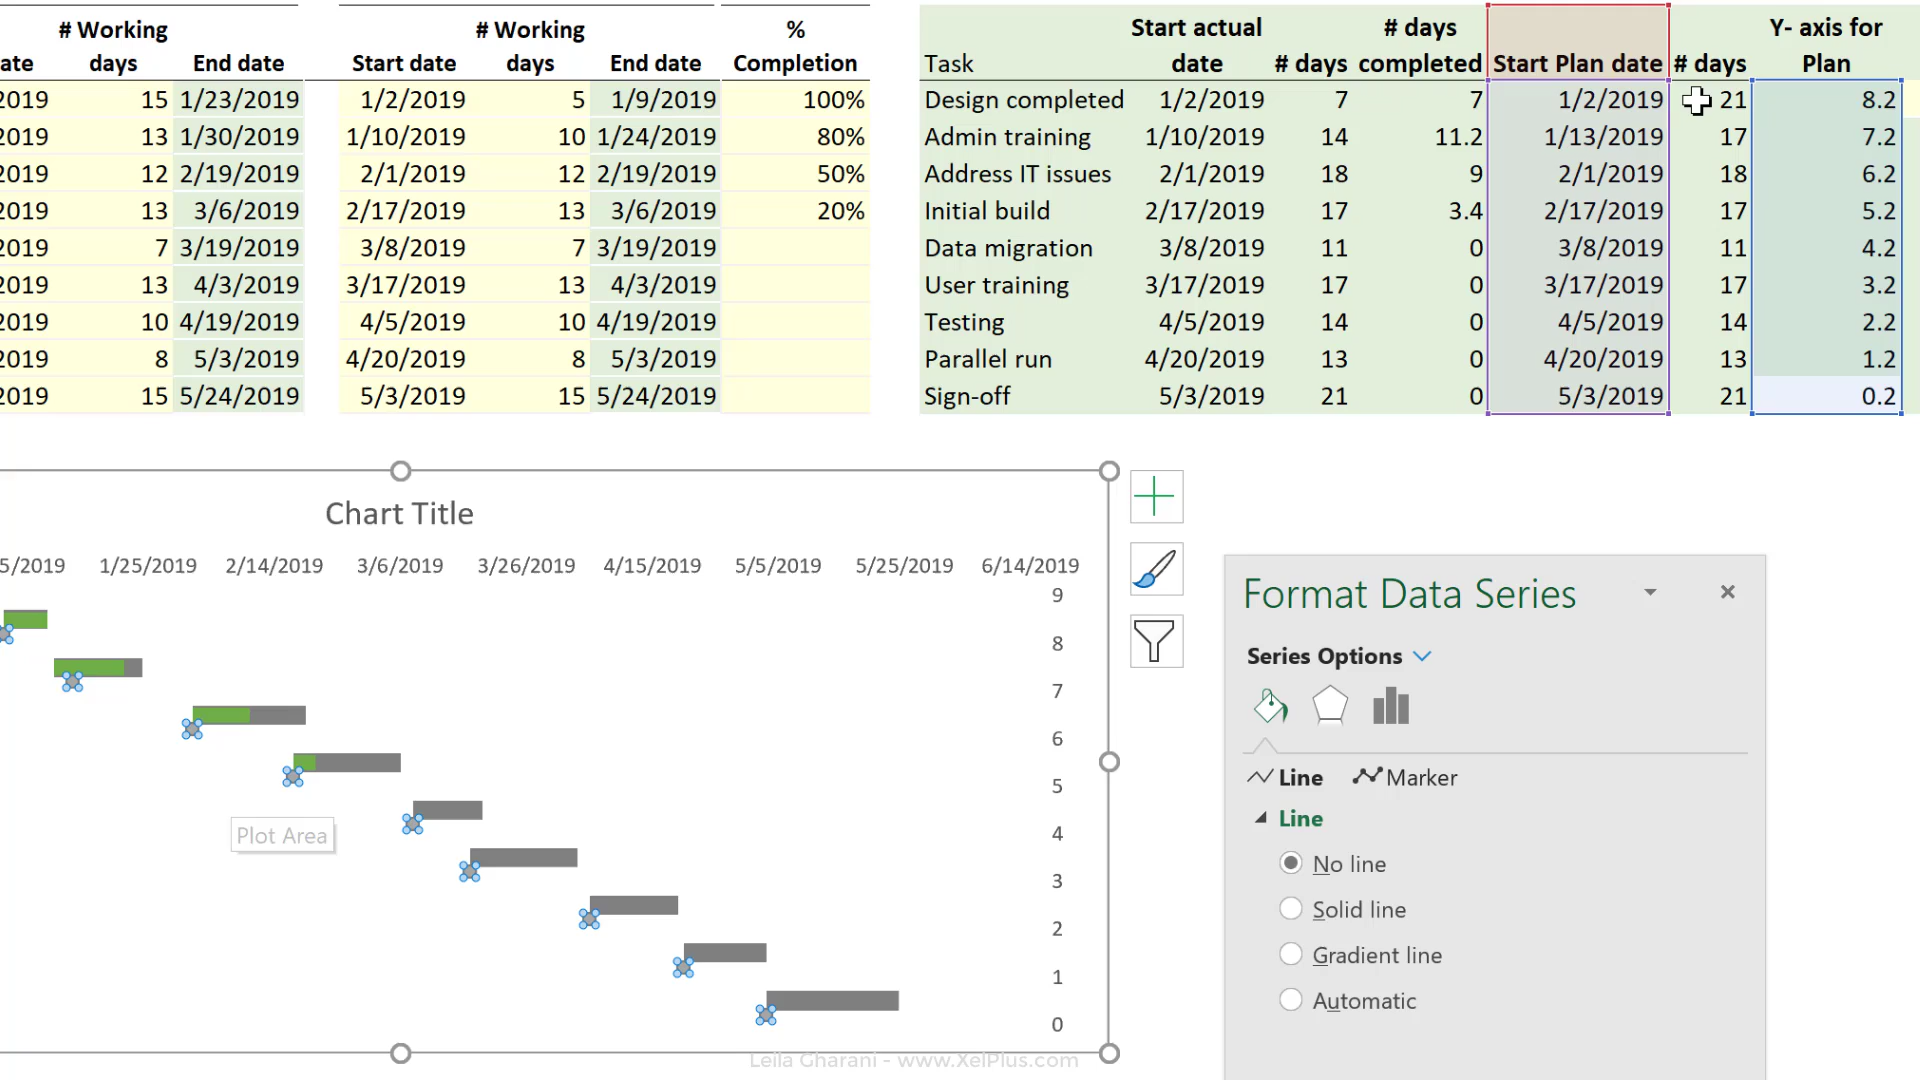 # Working # Working %
ate days End date Start date days End date Completion
2019 15 1/23/2019 1/2/2019 5 1/9/2019 100%
2019 13 1/30/2019 1/10/2019 10 1/24/2019 80%
2019 12 2/19/2019 2/1/2019 12 2/19/2019 50%
2019 13 3/6/2019 2/17/2019 13 3/6/2019 20%
2019 7 3/19/2019 3/8/2019 7 3/19/2019
2019 13 4/3/2019 3/17/2019 13 4/3/2019
2019 10 4/19/2019 4/5/2019 10 4/19/2019
2019 8 5/3/2019 4/20/2019 8 5/3/2019
2019 15 5/24/2019 5/3/2019 15 5/24/2019
Start actual # days Y- axis for
Task date # days completed Start Plan date # days Plan
Design completed 1/2/2019 7 7 1/2/2019 21 8.2
Admin training 1/10/2019 14 11.2 1/13/2019 17 7.2
Address IT issues 2/1/2019 18 9 2/1/2019 18 6.2
Initial build 2/17/2019 17 3.4 2/17/2019 17 5.2
Data migration 3/8/2019 11 0 3/8/2019 11 4.2
User training 3/17/2019 17 0 3/17/2019 17 3.2
Testing 4/5/2019 14 0 4/5/2019 14 2.2
Parallel run 4/20/2019 13 0 4/20/2019 13 1.2
Sign-off 5/3/2019 21 0 5/3/2019 21 0.2
Chart Title
5/2019 1/25/2019 2/14/2019 3/6/2019 3/26/2019 4/15/2019 5/5/2019 5/25/2019 6/14/2019
9
8
7
6
5
4
3
2
1
0
Plot Area
Leila Gharani - www.XelPlus.com
Format Data Series
Series Options
Line Marker
Line
No line
Solid line
Gradient line
Automatic